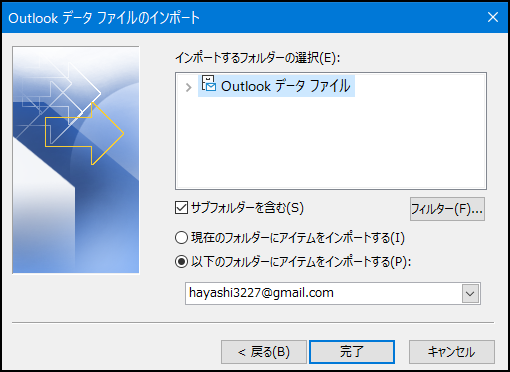 Outlook データ ファイルのインポート
インポートするフォルダーの選択(E):
Outlook データ ファイル
サブフォルダーを含む(S)
フィルター(F)...
現在のフォルダーにアイテムをインポートする(I)
以下のフォルダーにアイテムをインポートする(P):
hayashi3227@gmail.com
< 戻る(B)
完了
キャンセル